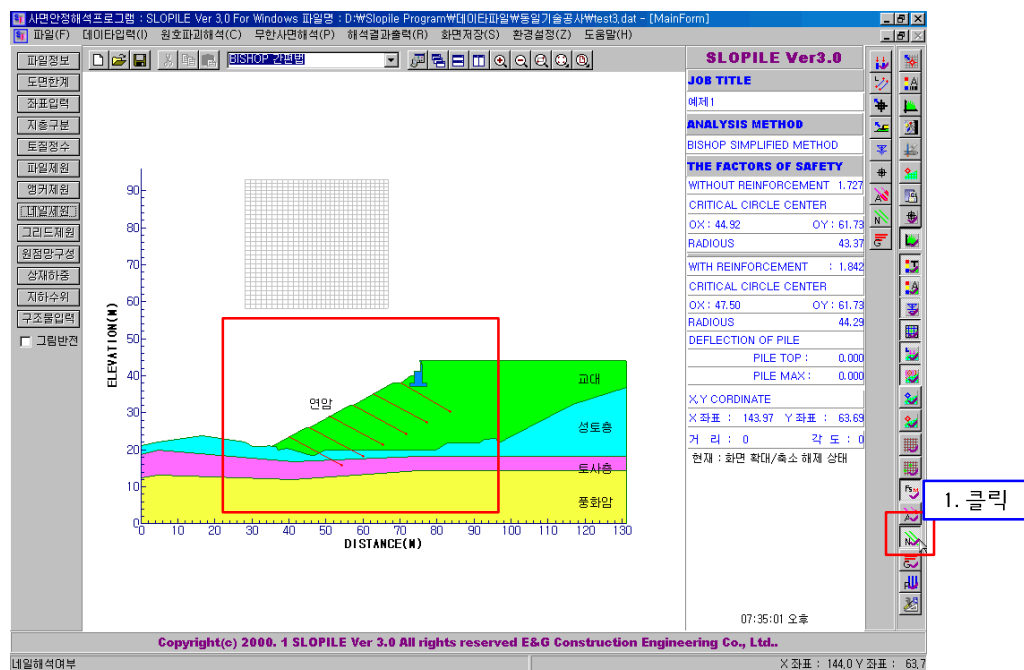 사면안정해석프로그램 : SLOPILE Ver 3,0 For Windows 파일명 : D:₩Slopile Program₩데이타파일₩동일기술공사₩test3,dat - [MainForm]
파일(F) 데이타입력(I) 원호파괴해석(C) 무한사면해석(P) 해석결과출력(R) 화면저장(S) 환경설정(Z) 도움말(H)
BISHOP 간편법
파일정보
도면한계
좌표입력
지층구분
토질정수
파일제원
앵커제원
네일제원
그리드제원
원점망구성
상재하중
지하수위
구조물입력
그림반전
ELEVATION(M)
90
80
70
60
50
40
30
20
10
0
0 10 20 30 40 50 60 70 80 90 100 110 120 130
DISTANCE(M)
연암
교대
성토층
토사층
풍화암
SLOPILE Ver3.0
JOB TITLE
예제1
ANALYSIS METHOD
BISHOP SIMPLIFIED METHOD
THE FACTORS OF SAFETY
WITHOUT REINFORCEMENT 1.727
CRITICAL CIRCLE CENTER
OX : 44.92 OY : 61.73
RADIOUS 43.37
WITH REINFORCEMENT : 1.842
CRITICAL CIRCLE CENTER
OX : 47.50 OY : 61.73
RADIOUS 44.29
DEFLECTION OF PILE
PILE TOP : 0.000
PILE MAX : 0.000
X,Y CORDINATE
X 좌표 : 143.97 Y 좌표 : 63.69
거 리 : 0 각 도 : 0
현재 : 화면 확대/축소 해제 상태
07:35:01 오후
1. 클릭
Copyright(c) 2000. 1 SLOPILE Ver 3.0 All rights reserved E&G Construction Engineering Co., Ltd..
네일해석여부
X 좌표 : 144,0 Y 좌표 : 63,7